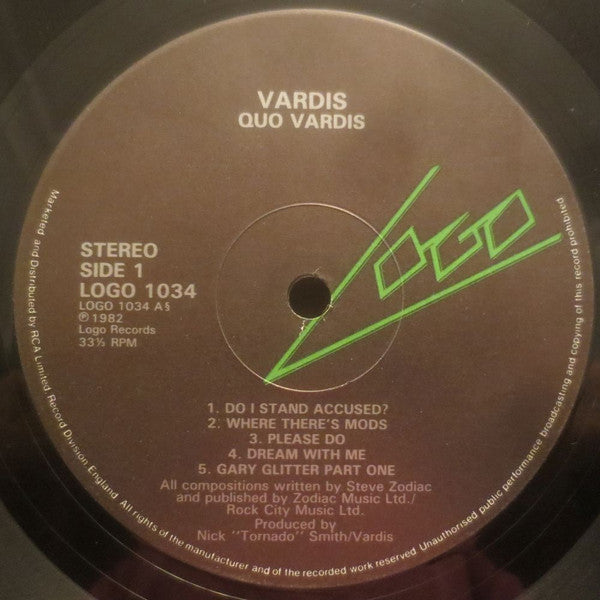 VARDIS
QUO VARDIS
LOGO
STEREO
SIDE 1
LOGO 1034
LOGO 1034 A§
℗ 1982
Logo Records
33⅓ RPM
1. DO I STAND ACCUSED?
2. WHERE THERE'S MODS
3. PLEASE DO
4. DREAM WITH ME
5. GARY GLITTER PART ONE
All compositions written by Steve Zodiac
and published by Zodiac Music Ltd./
Rock City Music Ltd.
Produced by
Nick "Tornado" Smith/Vardis
Marketed and Distributed by RCA Limited Record Division England. All rights of the manufacturer and of the recorded work reserved. Unauthorised public performance broadcasting and copying of this record prohibited.